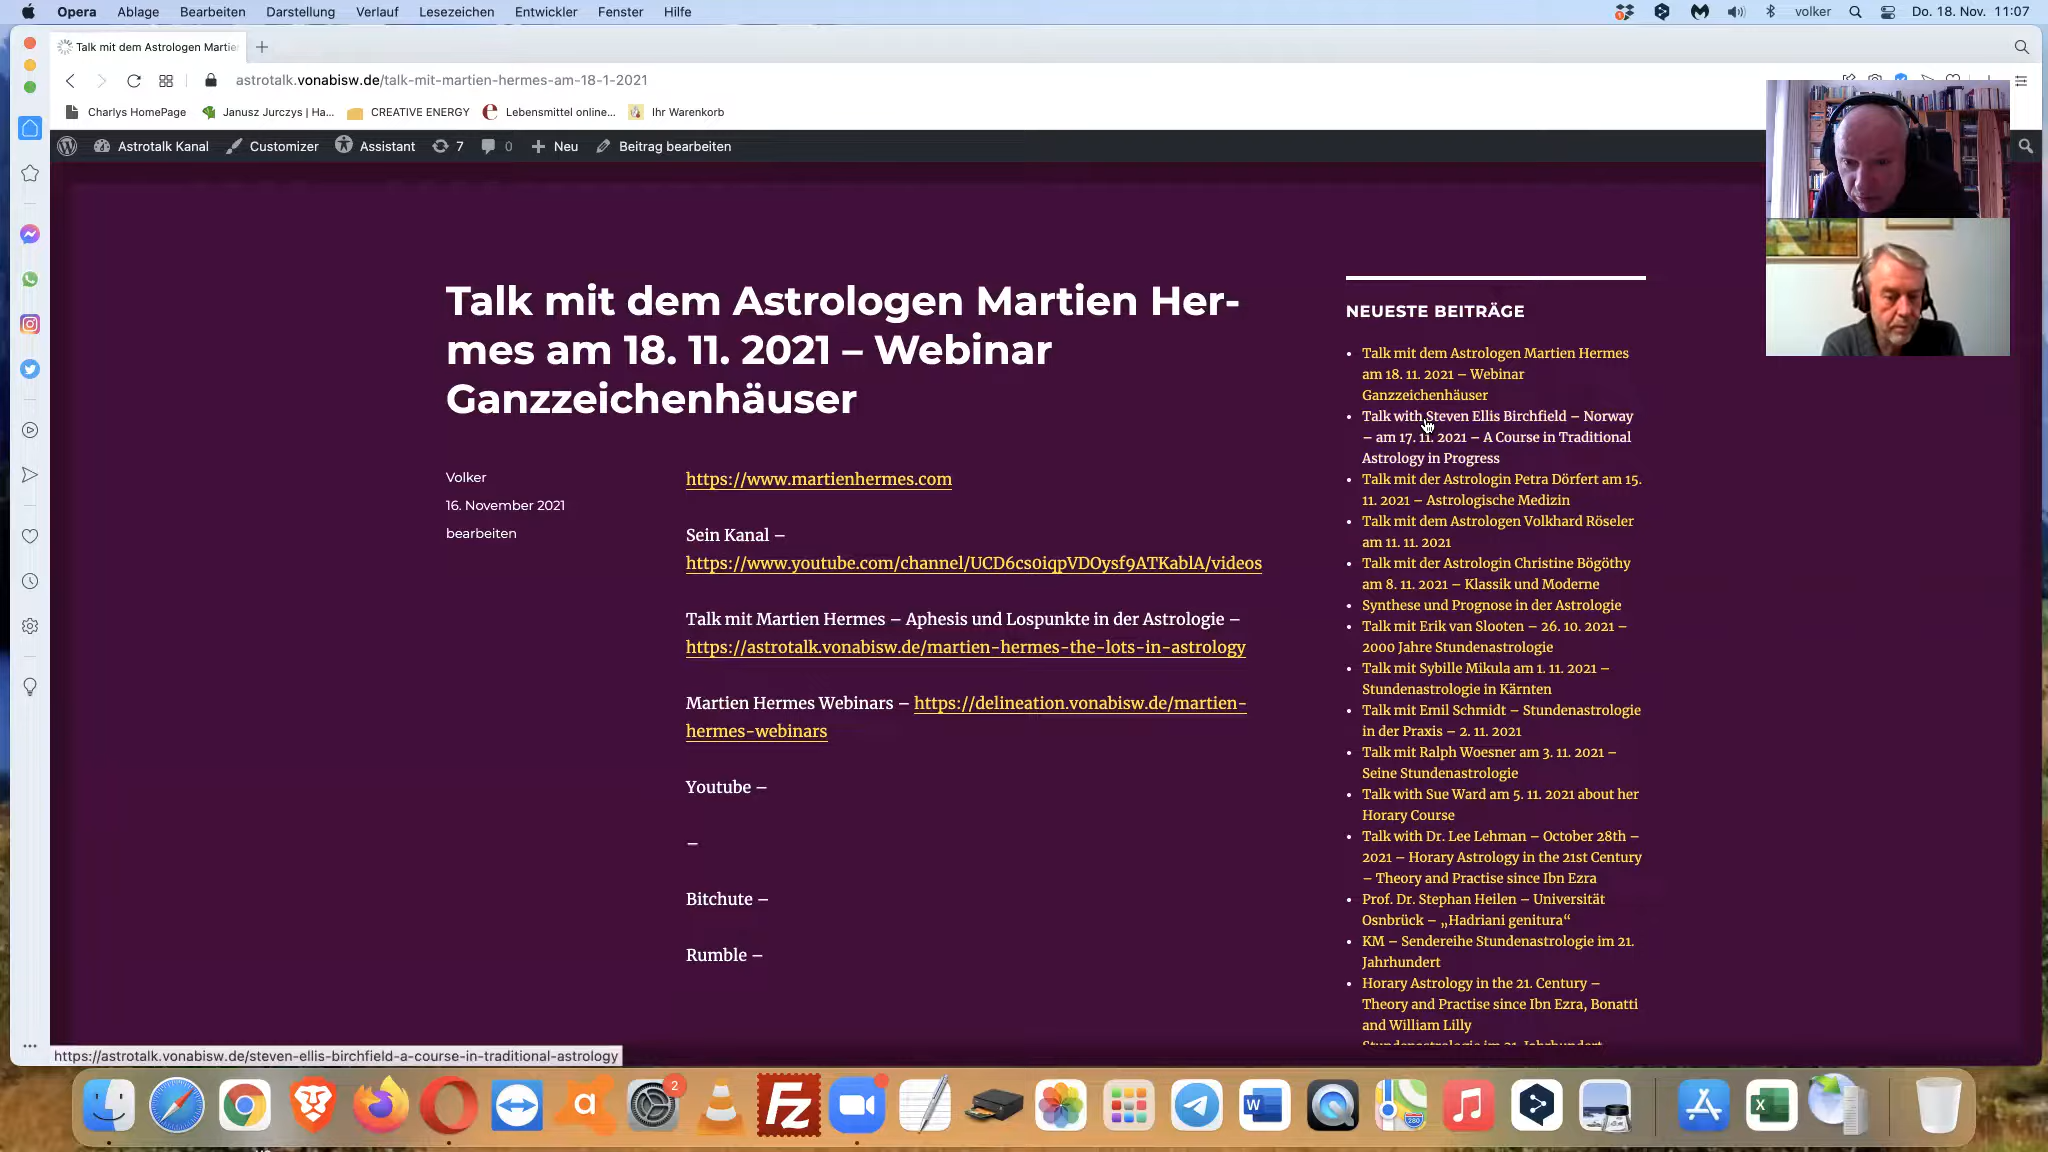 Opera Ablage Bearbeiten Darstellung Verlauf Lesezeichen Entwickler Fenster Hilfe volker Do. 18. Nov. 11:07
Talk mit dem Astrologen Martie
astrotalk.vonabisw.de/talk-mit-martien-hermes-am-18-1-2021
Charlys HomePage Janusz Jurczys | Ha... CREATIVE ENERGY Lebensmittel online... Ihr Warenkorb
Astrotalk Kanal Customizer Assistant 7 0 Neu Beitrag bearbeiten
Talk mit dem Astrologen Martien Her-
mes am 18. 11. 2021 – Webinar
Ganzzeichenhäuser
Volker
16. November 2021
bearbeiten
https://www.martienhermes.com
Sein Kanal –
https://www.youtube.com/channel/UCD6cs0iqpVDOysf9ATKablA/videos
Talk mit Martien Hermes – Aphesis und Lospunkte in der Astrologie –
https://astrotalk.vonabisw.de/martien-hermes-the-lots-in-astrology
Martien Hermes Webinars – https://delineation.vonabisw.de/martien-
hermes-webinars
Youtube –
–
Bitchute –
Rumble –
NEUESTE BEITRÄGE
Talk mit dem Astrologen Martien Hermes
am 18. 11. 2021 – Webinar
Ganzzeichenhäuser
Talk with Steven Ellis Birchfield – Norway
– am 17. 11. 2021 – A Course in Traditional
Astrology in Progress
Talk mit der Astrologin Petra Dörfert am 15.
11. 2021 – Astrologische Medizin
Talk mit dem Astrologen Volkhard Röseler
am 11. 11. 2021
Talk mit der Astrologin Christine Bögöthy
am 8. 11. 2021 – Klassik und Moderne
Synthese und Prognose in der Astrologie
Talk mit Erik van Slooten – 26. 10. 2021 –
2000 Jahre Stundenastrologie
Talk mit Sybille Mikula am 1. 11. 2021 –
Stundenastrologie in Kärnten
Talk mit Emil Schmidt – Stundenastrologie
in der Praxis – 2. 11. 2021
Talk mit Ralph Woesner am 3. 11. 2021 –
Seine Stundenastrologie
Talk with Sue Ward am 5. 11. 2021 about her
Horary Course
Talk with Dr. Lee Lehman – October 28th –
2021 – Horary Astrology in the 21st Century
– Theory and Practise since Ibn Ezra
Prof. Dr. Stephan Heilen – Universität
Osnbrück – „Hadriani genitura“
KM – Sendereihe Stundenastrologie im 21.
Jahrhundert
Horary Astrology in the 21. Century –
Theory and Practise since Ibn Ezra, Bonatti
and William Lilly
Stundenastrologie im 21. Jahrhundert
https://astrotalk.vonabisw.de/steven-ellis-birchfield-a-course-in-traditional-astrology
2